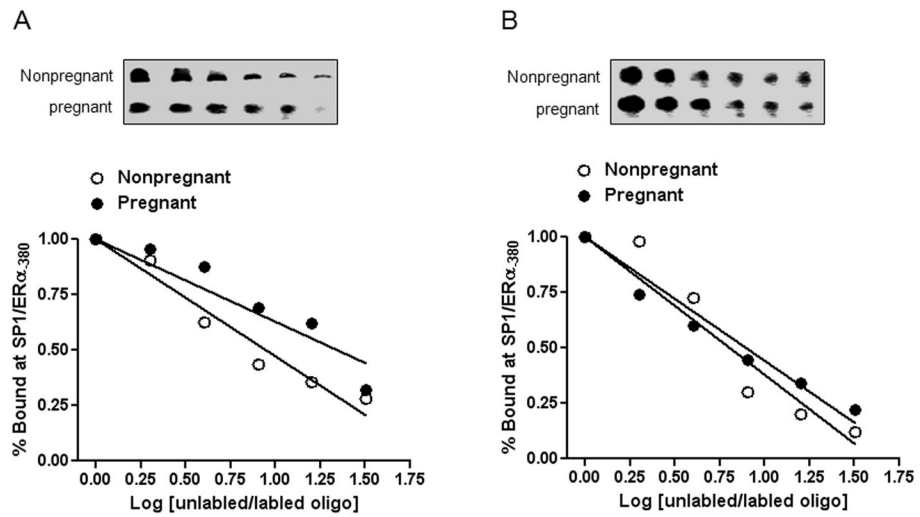 A
Nonpregnant
pregnant
Nonpregnant
Pregnant
% Bound at SP1/ERα-380
1.00
0.75
0.50
0.25
0.00
0.00 0.25 0.50 0.75 1.00 1.25 1.50 1.75
Log [unlabled/labled oligo]
B
Nonpregnant
pregnant
Nonpregnant
Pregnant
% Bound at SP1/ERα-380
1.00
0.75
0.50
0.25
0.00
0.00 0.25 0.50 0.75 1.00 1.25 1.50 1.75
Log [unlabled/labled oligo]